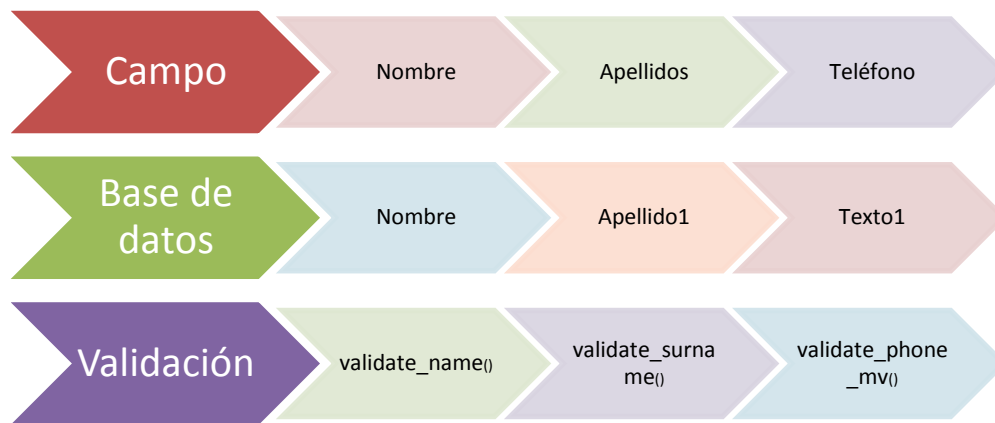 Campo
Nombre
Apellidos
Teléfono
Base de
datos
Nombre
Apellido1
Texto1
Validación
validate_name()
validate_surna
me()
validate_phone
_mv()